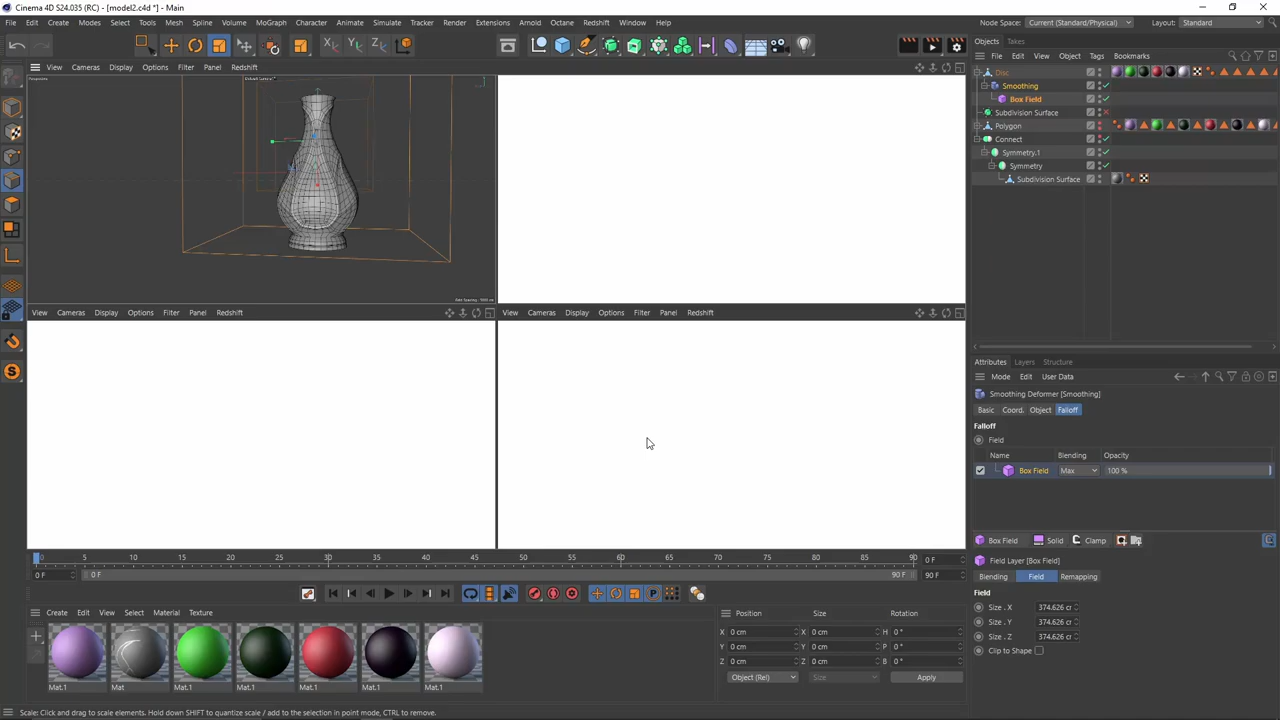 Cinema 4D S24.035 (RC) - [model2.c4d *] - Main
File Edit Create Modes Select Tools Mesh Spline Volume MoGraph Character Animate Simulate Tracker Render Extensions Arnold Octane Redshift Window Help
Node Space: Current (Standard/Physical) Layout: Standard
Objects Takes
File Edit View Object Tags Bookmarks
View Cameras Display Options Filter Panel Redshift
Disc
Smoothing
Box Field
Subdivision Surface
Polygon
Connect
Symmetry.1
Symmetry
Subdivision Surface
Cameras Display Options Filter Panel Redshift
View Cameras Display Options Filter Panel Redshift
Attributes Layers Structure
Mode Edit User Data
Smoothing Deformer [Smoothing]
Basic Coord. Object Falloff
Falloff
Field
Name Blending Opacity
Box Field Max 100 %
Box Field Solid Clamp
Field Layer [Box Field]
Blending Field Remapping
Field
Size . X 374.626 cm
Size . Y 374.626 cm
Size . Z 374.626 cm
Clip to Shape
0 5 10 15 20 25 30 35 40 45 50 55 60 65 70 75 80 85 90 0 F
0 F 0 F 90 F 90 F
Create Edit View Select Material Texture
Mat.1 Mat Mat.1 Mat.1 Mat.1 Mat.1 Mat.1
Position Size Rotation
X 0 cm X 0 cm H 0 °
Y 0 cm Y 0 cm P 0 °
Z 0 cm Z 0 cm B 0 °
Object (Rel) Size Apply
Scale: Click and drag to scale elements. Hold down SHIFT to quantize scale / add to the selection in point mode, CTRL to remove.